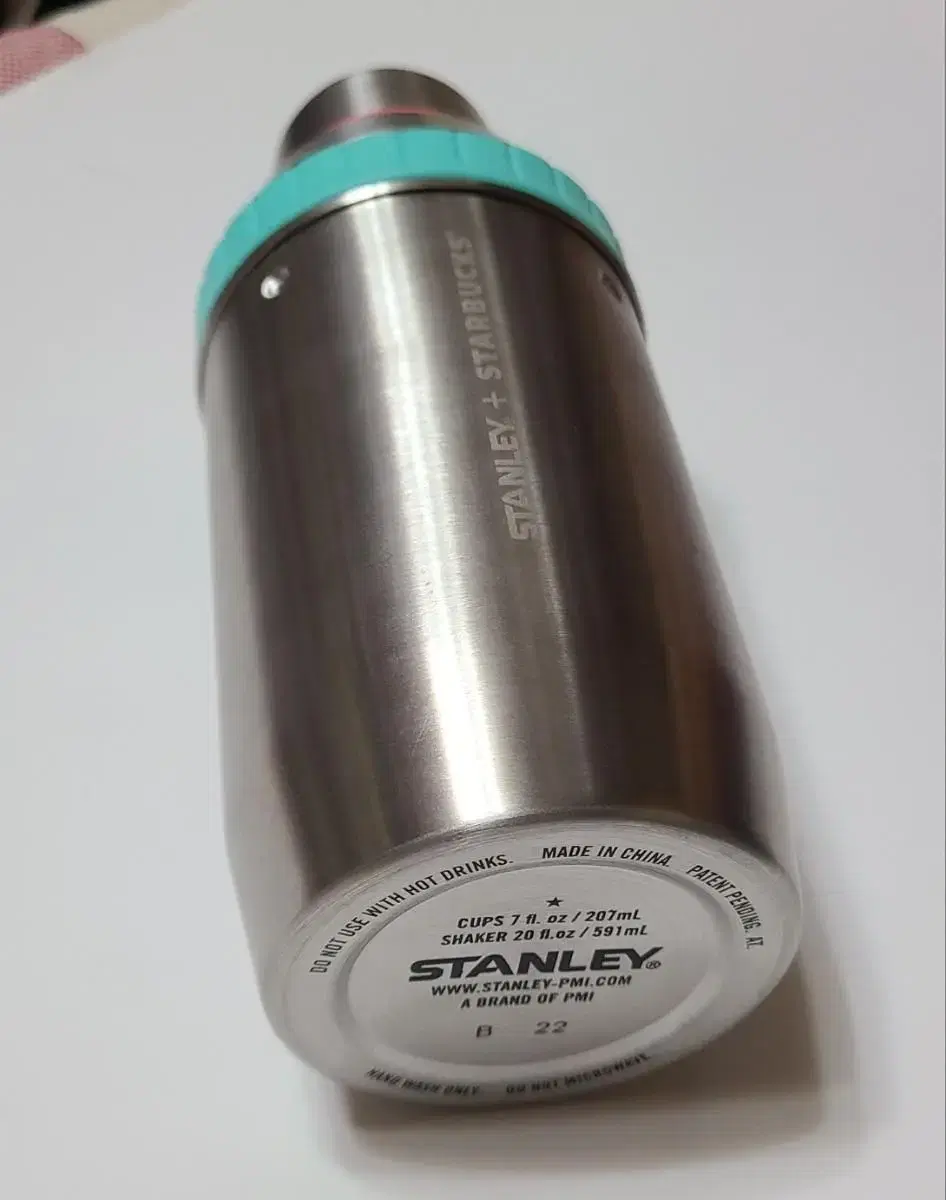 STANLEY + STARBUCKS
DO NOT USE WITH HOT DRINKS. MADE IN CHINA. PATENT PENDING. AT.
★
CUPS 7 fl. oz / 207mL
SHAKER 20 fl.oz / 591mL
STANLEY®
WWW.STANLEY-PMI.COM
A BRAND OF PMI
B 22
HAND WASH ONLY. DO NOT MICROWAVE.